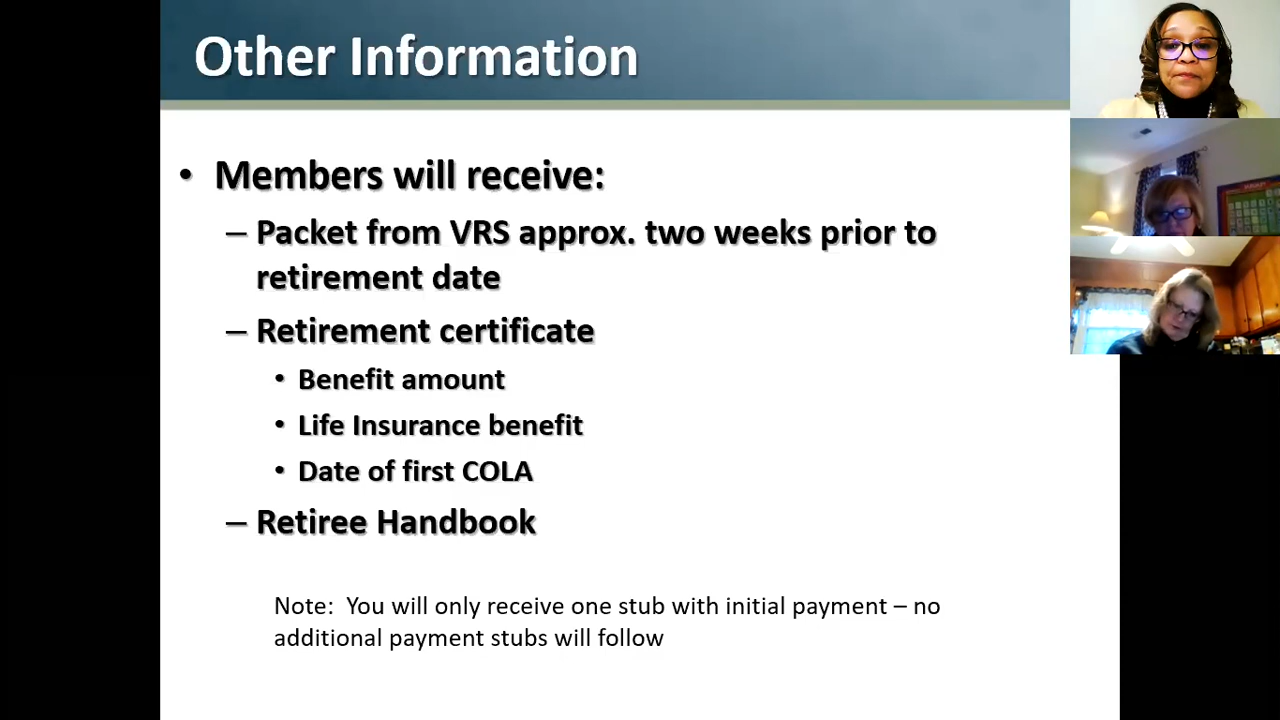 Other Information
• Members will receive:
– Packet from VRS approx. two weeks prior to
retirement date
– Retirement certificate
• Benefit amount
• Life Insurance benefit
• Date of first COLA
– Retiree Handbook
Note: You will only receive one stub with initial payment – no
additional payment stubs will follow